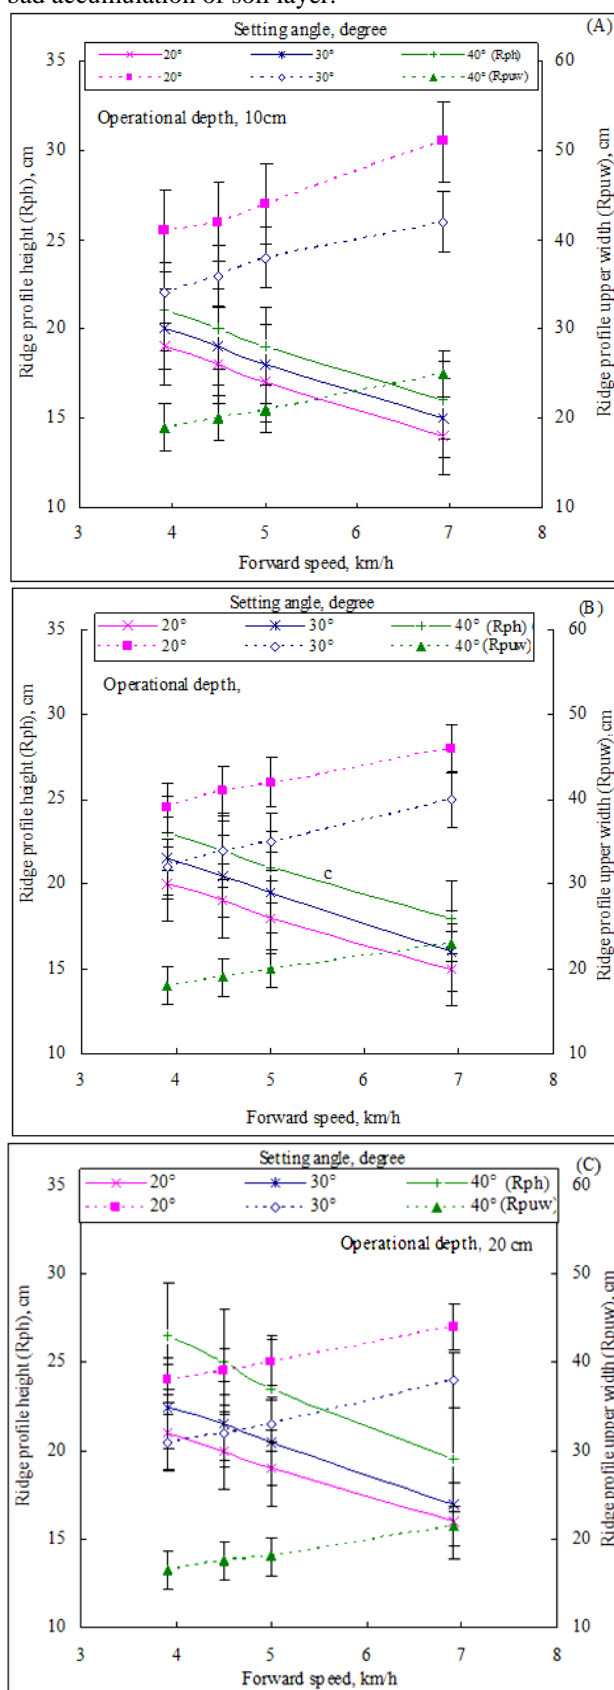 bad accumulation of soil layer.
(A)
Setting angle, degree
20° 30° 40° (Rph)
20° 30° 40° (Rpuw)
Operational depth, 10cm
Ridge profile height (Rph), cm
Ridge profile upper width (Rpuw), cm
35 60
30 50
25 40
20 30
15 20
10 10
3 4 5 6 7 8
Forward speed, km/h
(B)
Setting angle, degree
20° 30° 40° (Rph) (
20° 30° 40° (Rpuw)
Operational depth,
Ridge profile height (Rph), cm
Ridge profile upper width (Rpuw), cm
35 60
30 50
25 40
c
20 30
15 20
10 10
3 4 5 6 7 8
Forward speed, km/h
(C)
Setting angle, degree
20° 30° 40° (Rph)
20° 30° 40° (Rpuw)
Operational depth, 20 cm
Ridge profile height (Rph), cm
Ridge profile upper width (Rpuw), cm
35 60
30 50
25 40
20 30
15 20
10 10
3 4 5 6 7 8
Forward speed, km/h